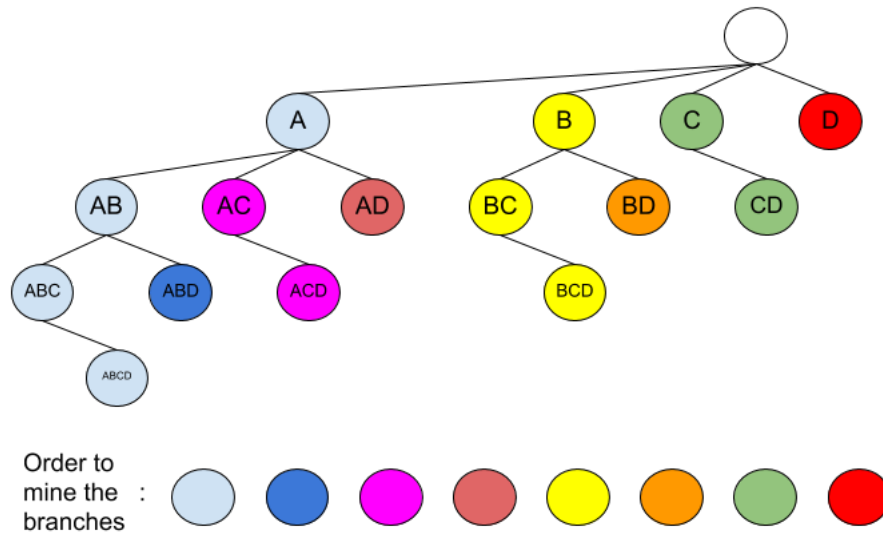 A
B
C
D
AB
AC
AD
BC
BD
CD
ABC
ABD
ACD
BCD
ABCD
Order to
mine the :
branches